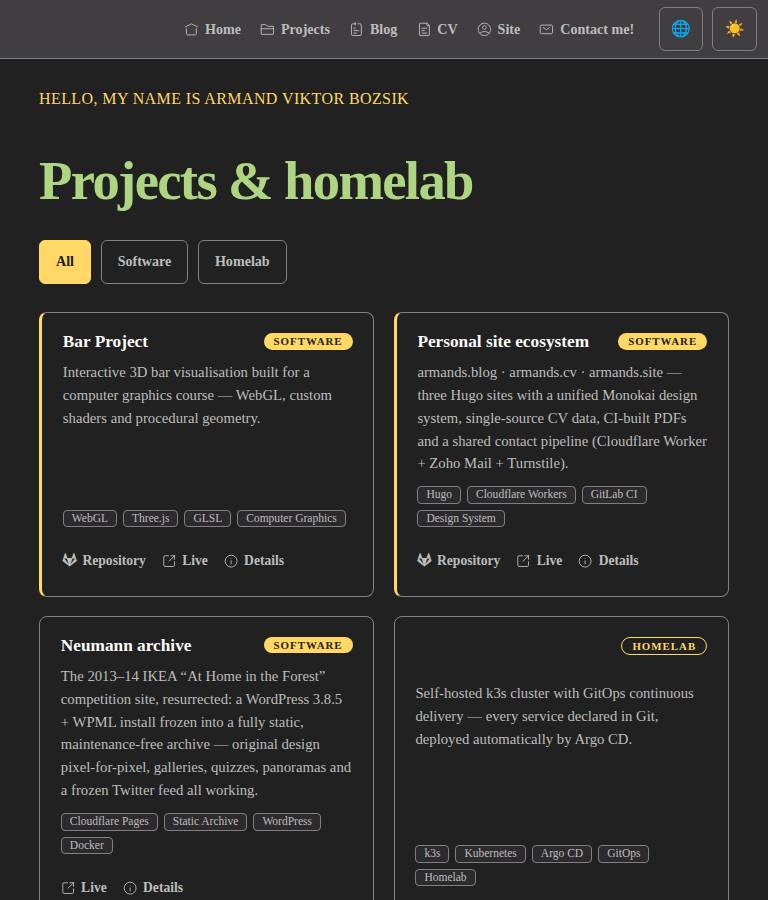 Home Projects Blog CV Site Contact me!
HELLO, MY NAME IS ARMAND VIKTOR BOZSIK
Projects & homelab
All Software Homelab
Bar Project SOFTWARE
Interactive 3D bar visualisation built for a
computer graphics course — WebGL, custom
shaders and procedural geometry.
WebGL Three.js GLSL Computer Graphics
Repository Live Details
Personal site ecosystem SOFTWARE
armands.blog · armands.cv · armands.site —
three Hugo sites with a unified Monokai design
system, single-source CV data, CI-built PDFs
and a shared contact pipeline (Cloudflare Worker
+ Zoho Mail + Turnstile).
Hugo Cloudflare Workers GitLab CI
Design System
Repository Live Details
Neumann archive SOFTWARE
The 2013–14 IKEA “At Home in the Forest”
competition site, resurrected: a WordPress 3.8.5
+ WPML install frozen into a fully static,
maintenance-free archive — original design
pixel-for-pixel, galleries, quizzes, panoramas and
a frozen Twitter feed all working.
Cloudflare Pages Static Archive WordPress
Docker
Live Details
HOMELAB
Self-hosted k3s cluster with GitOps continuous
delivery — every service declared in Git,
deployed automatically by Argo CD.
k3s Kubernetes Argo CD GitOps
Homelab